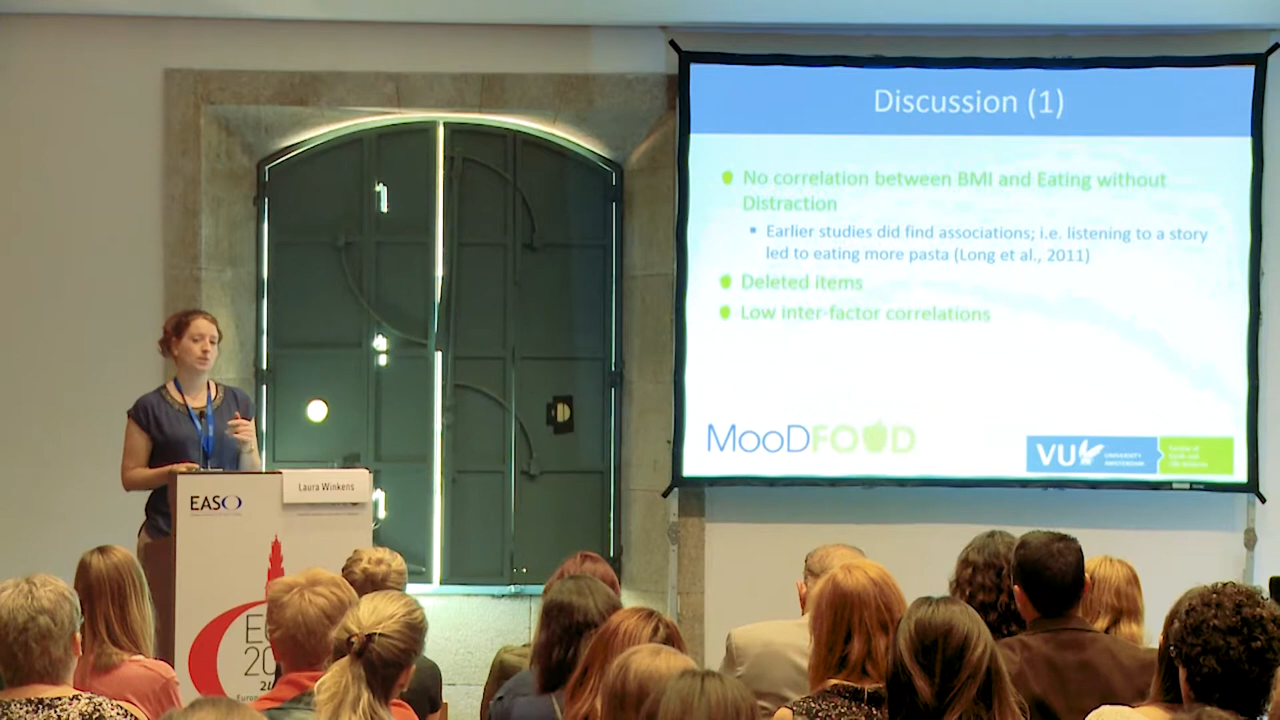 Discussion (1)
No correlation between BMI and Eating without
Distraction
Earlier studies did find associations; i.e. listening to a story
led to eating more pasta (Long et al., 2011)
Deleted items
Low inter-factor correlations
MooDFOOD
VU
UNIVERSITY
AMSTERDAM
Laura Winkens
EASO